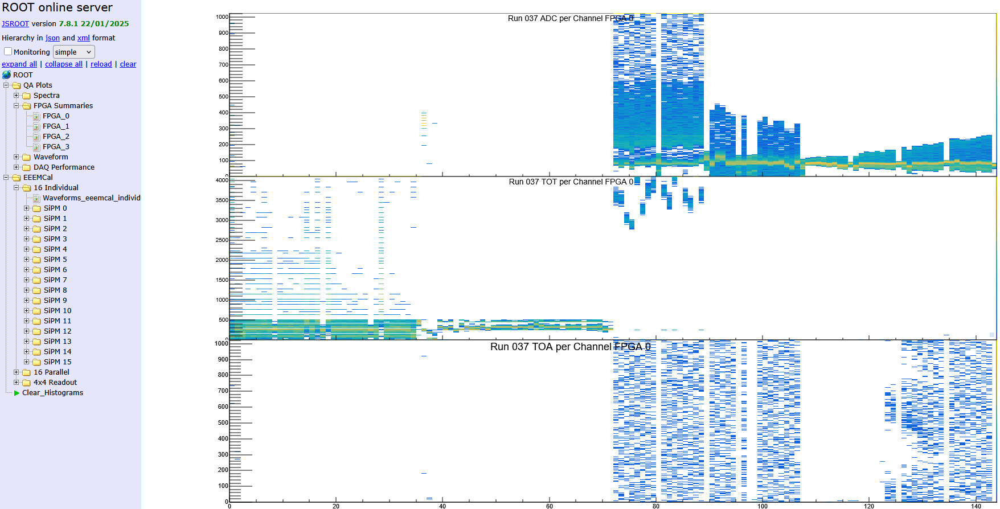 ROOT online server
JSROOT version 7.8.1 22/01/2025
Hierarchy in json and xml format
Monitoring simple
expand all | collapse all | reload | clear
ROOT
QA Plots
Spectra
FPGA Summaries
FPGA_0
FPGA_1
FPGA_2
FPGA_3
Waveform
DAQ Performance
EEEMCal
16 Individual
Waveforms_eeemcal_individ
SiPM 0
SiPM 1
SiPM 2
SiPM 3
SiPM 4
SiPM 5
SiPM 6
SiPM 7
SiPM 8
SiPM 9
SiPM 10
SiPM 11
SiPM 12
SiPM 13
SiPM 14
SiPM 15
16 Parallel
4x4 Readout
Clear_Histograms
Run 037 ADC per Channel FPGA 0
1000
900
800
700
600
500
400
300
200
100
0
Run 037 TOT per Channel FPGA 0
4000
3500
3000
2500
2000
1500
1000
500
0
Run 037 TOA per Channel FPGA 0
1000
900
800
700
600
500
400
300
200
100
0
0 20 40 60 80 100 120 140